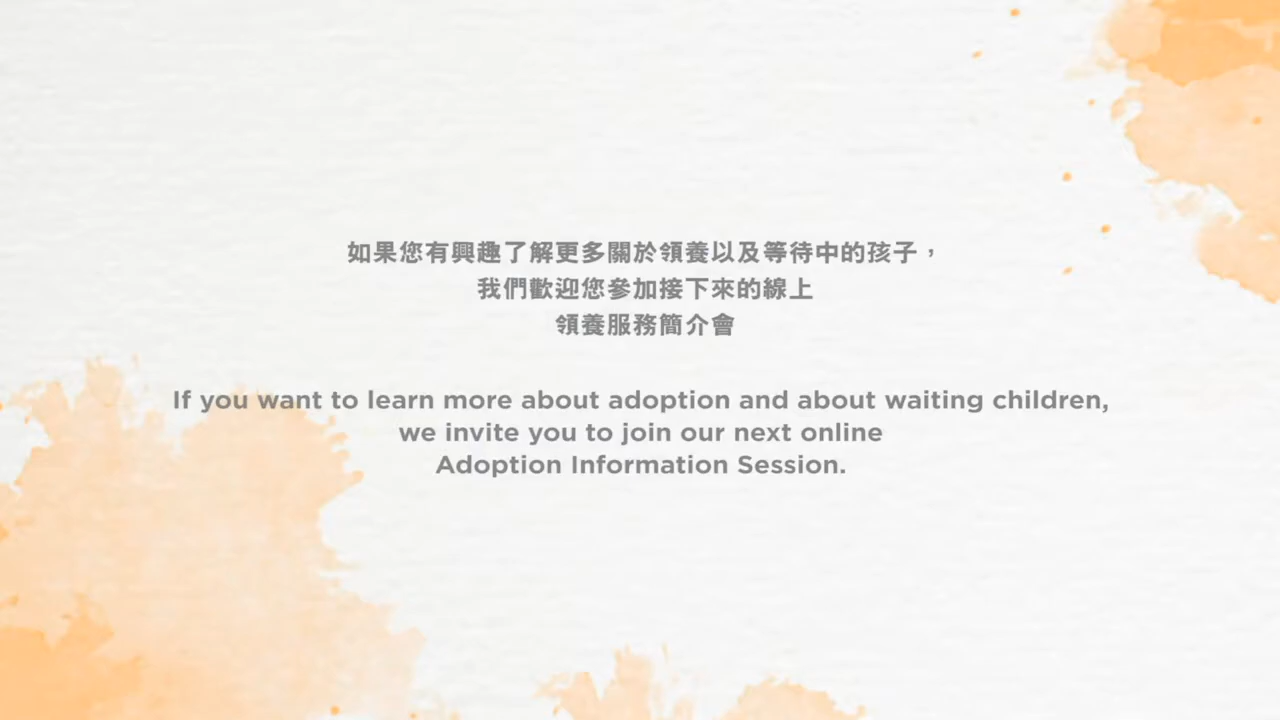 如果您有興趣了解更多關於領養以及等待中的孩子，
我們歡迎您參加接下來的線上
領養服務簡介會
If you want to learn more about adoption and about waiting children,
we invite you to join our next online
Adoption Information Session.